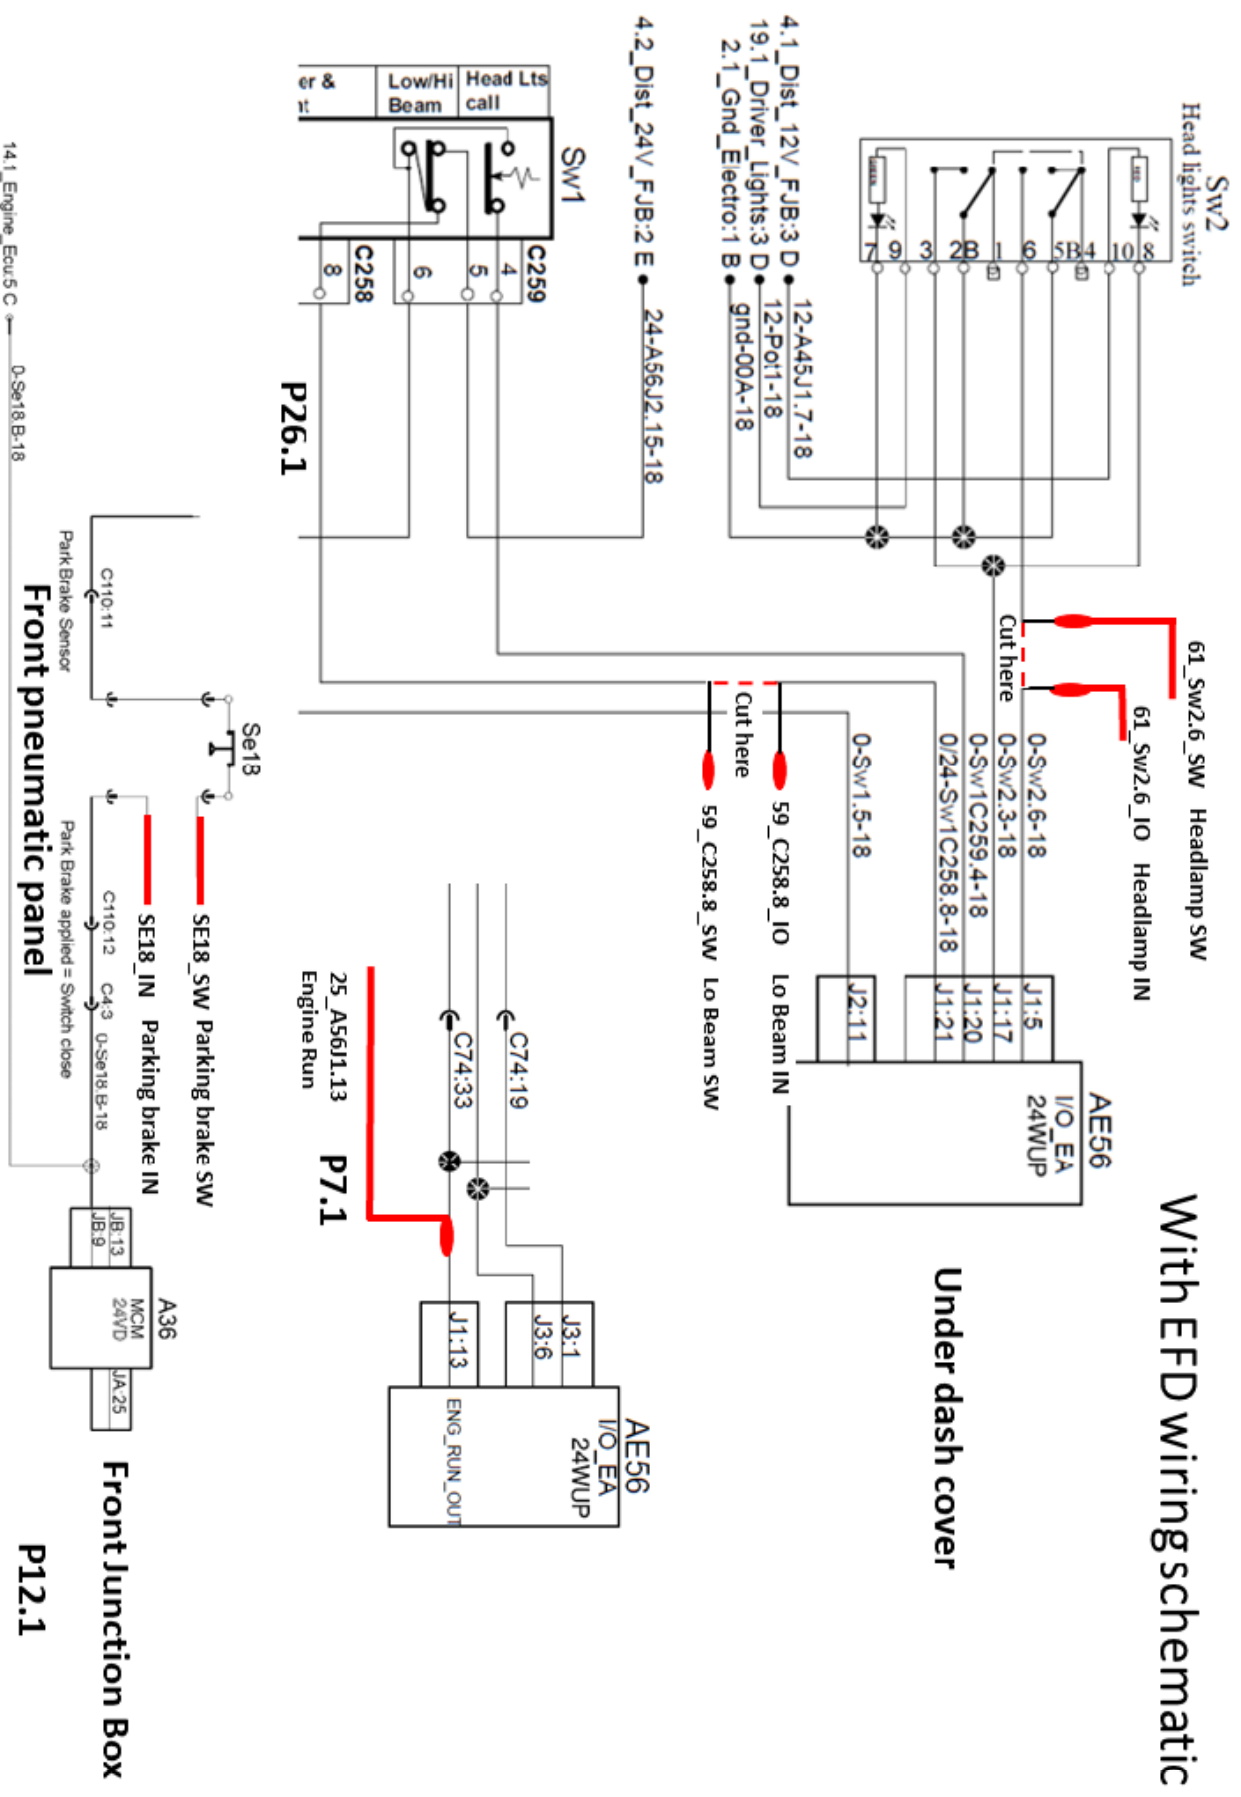 With EFD wiring schematic
Sw2
Head lights switch
RED
GREEN
7
9
3
2B
1
6
5B
4
10
8
4.1_Dist_12V_FJB:3 D
19.1_Driver_Lights:3 D
2.1_Gnd_Electro:1 B
12-A45J1.7-18
12-Pot1-18
gnd-00A-18
4.2_Dist_24V_FJB:2 E
24-A56J2.15-18
Sw1
Head Lts
call
Low/Hi
Beam
er &
nt
C259
4
5
6
C258
8
P26.1
Cut here
61_Sw2.6_SW Headlamp SW
61_Sw2.6_IO Headlamp IN
0-Sw2.6-18
0-Sw2.3-18
0-Sw1C259.4-18
0/24-Sw1C258.8-18
0-Sw1.5-18
Cut here
59_C258.8_IO Lo Beam IN
59_C258.8_SW Lo Beam SW
J1:5
J1:17
J1:20
J1:21
J2:11
AE56
I/O_EA
24WUP
Under dash cover
C74:19
C74:33
25_A56J1.13
Engine Run
P7.1
J3:1
J3:6
J1:13
AE56
I/O_EA
24WUP
ENG_RUN_OUT
14.1_Engine_Ecu:5 C
0-Se18.B-18
Park Brake Sensor
C110:11
Se18
SE18_SW Parking brake SW
SE18_IN Parking brake IN
C110:12
C4:3
0-Se18.B-18
Park Brake applied = Switch close
Front pneumatic panel
JB:13
JB:9
A36
MCM
24VD
JA:25
Front Junction Box
P12.1